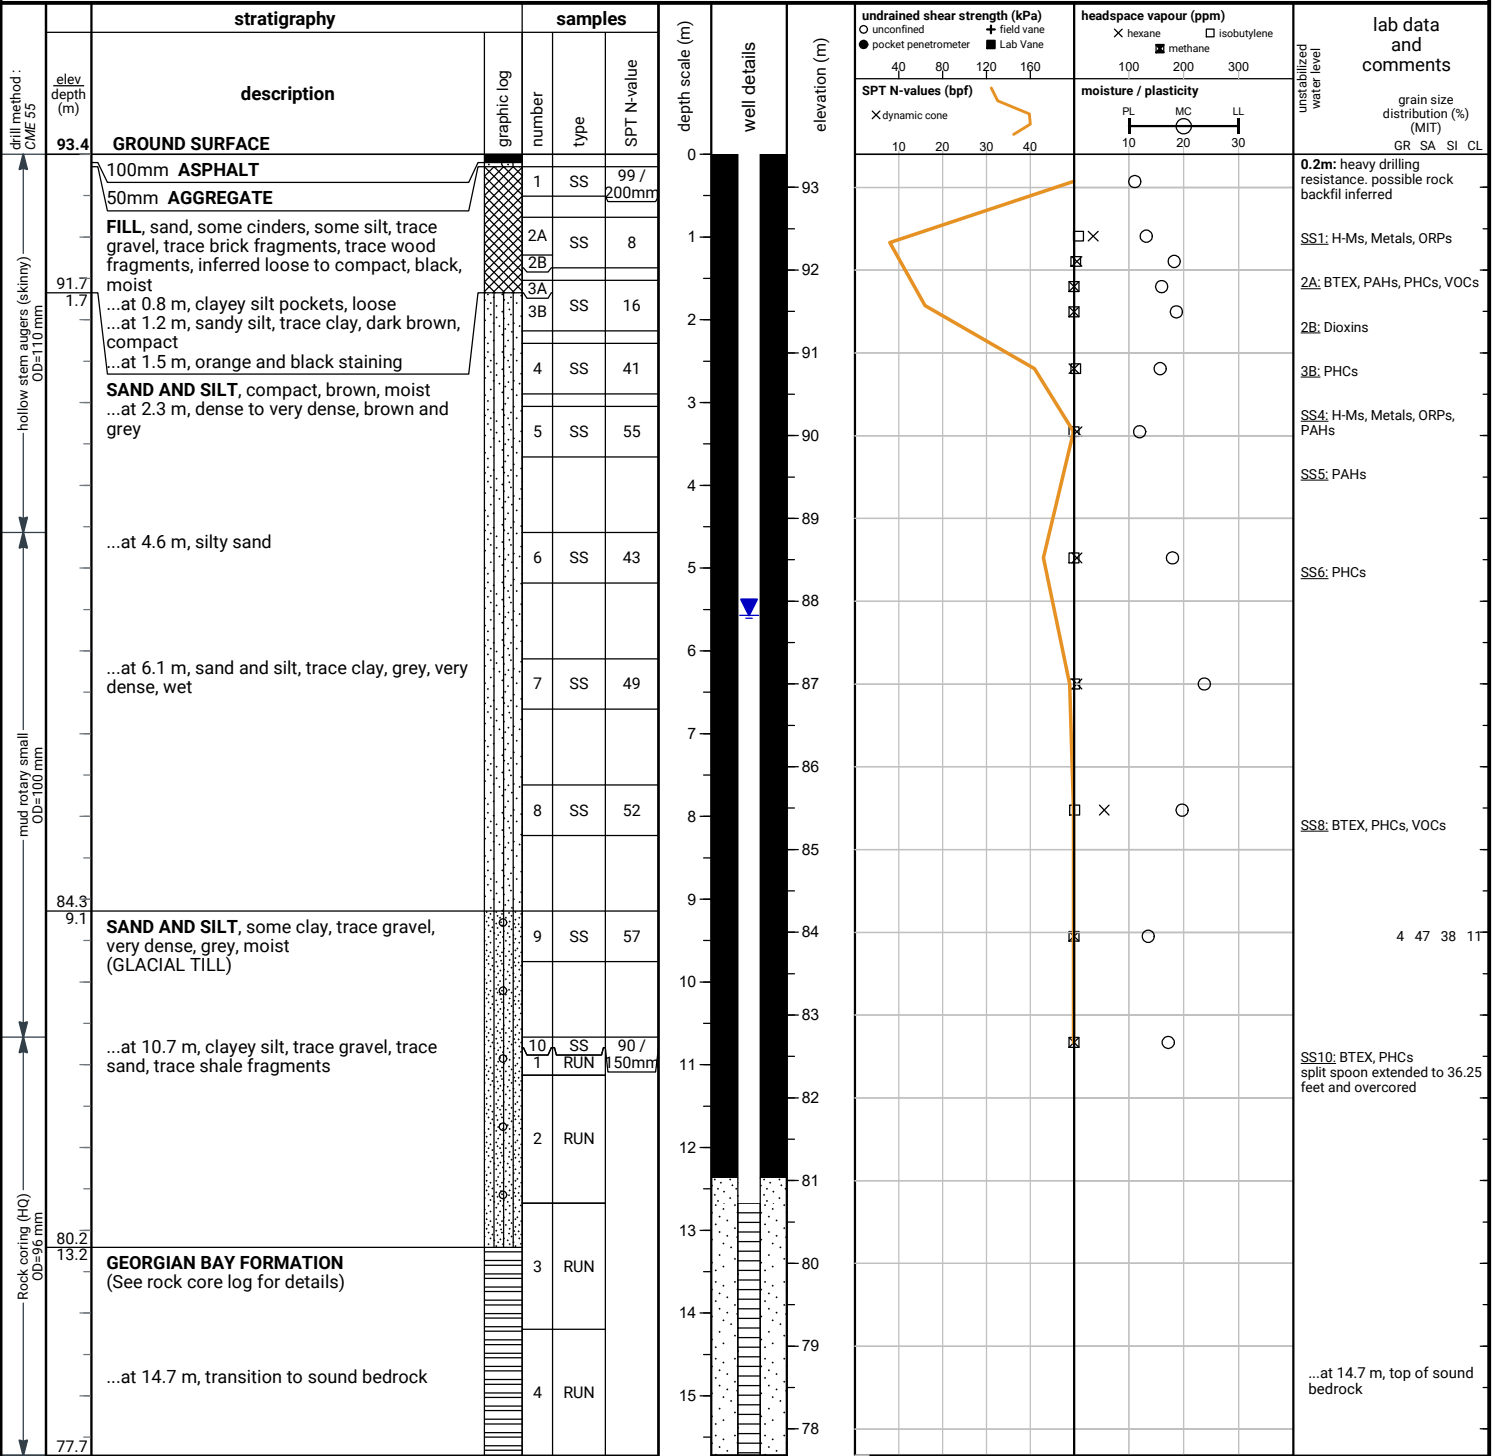 stratigraphy
samples
drill method :
CME 55
elev
depth
(m)
description
graphic log
number
type
SPT N-value
depth scale (m)
well details
elevation (m)
undrained shear strength (kPa)
unconfined
field vane
pocket penetrometer
Lab Vane
40 80 120 160
SPT N-values (bpf)
dynamic cone
10 20 30 40
headspace vapour (ppm)
hexane
isobutylene
methane
100 200 300
moisture / plasticity
PL MC LL
10 20 30
unstabilized
water level
lab data
and
comments
grain size
distribution (%)
(MIT)
GR SA SI CL
93.4 GROUND SURFACE
100mm ASPHALT
50mm AGGREGATE
FILL, sand, some cinders, some silt, trace
gravel, trace brick fragments, trace wood
fragments, inferred loose to compact, black,
moist
...at 0.8 m, clayey silt pockets, loose
...at 1.2 m, sandy silt, trace clay, dark brown,
compact
...at 1.5 m, orange and black staining
91.7
1.7
SAND AND SILT, compact, brown, moist
...at 2.3 m, dense to very dense, brown and
grey
...at 4.6 m, silty sand
...at 6.1 m, sand and silt, trace clay, grey, very
dense, wet
84.3
9.1
SAND AND SILT, some clay, trace gravel,
very dense, grey, moist
(GLACIAL TILL)
...at 10.7 m, clayey silt, trace gravel, trace
sand, trace shale fragments
80.2
13.2
GEORGIAN BAY FORMATION
(See rock core log for details)
...at 14.7 m, transition to sound bedrock
77.7
hollow stem augers (skinny)
OD=110 mm
mud rotary small
OD=100 mm
Rock coring (HQ)
OD=96 mm
1 SS 99 /
200mm
2A SS 8
2B
3A
3B SS 16
4 SS 41
5 SS 55
6 SS 43
7 SS 49
8 SS 52
9 SS 57
10 SS 90 /
1 RUN 150mm
2 RUN
3 RUN
4 RUN
0
1
2
3
4
5
6
7
8
9
10
11
12
13
14
15
93
92
91
90
89
88
87
86
85
84
83
82
81
80
79
78
0.2m: heavy drilling
resistance. possible rock
backfil inferred
SS1: H-Ms, Metals, ORPs
2A: BTEX, PAHs, PHCs, VOCs
2B: Dioxins
3B: PHCs
SS4: H-Ms, Metals, ORPs,
PAHs
SS5: PAHs
SS6: PHCs
SS8: BTEX, PHCs, VOCs
4 47 38 11
SS10: BTEX, PHCs
split spoon extended to 36.25
feet and overcored
...at 14.7 m, top of sound
bedrock